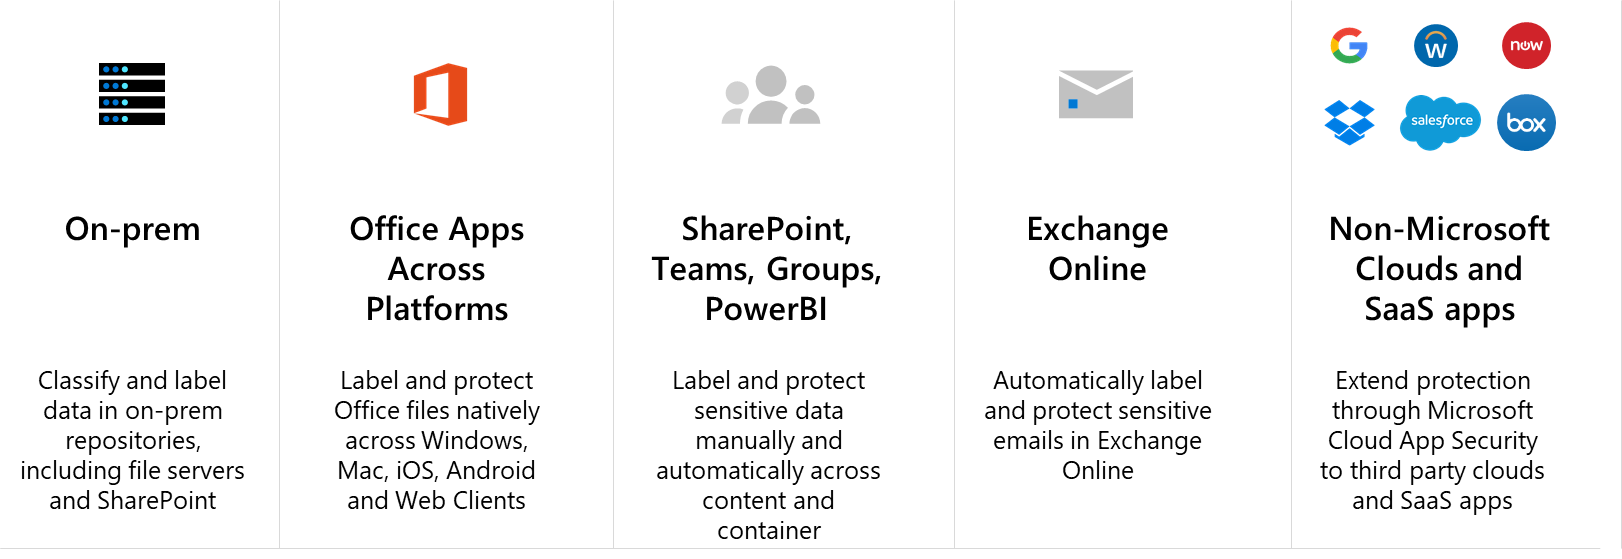 On-prem
Classify and label
data in on-prem
repositories,
including file servers
and SharePoint
Office Apps
Across
Platforms
Label and protect
Office files natively
across Windows,
Mac, iOS, Android
and Web Clients
SharePoint,
Teams, Groups,
PowerBI
Label and protect
sensitive data
manually and
automatically across
content and
container
Exchange
Online
Automatically label
and protect sensitive
emails in Exchange
Online
G
w
now
salesforce
box
Non-Microsoft
Clouds and
SaaS apps
Extend protection
through Microsoft
Cloud App Security
to third party clouds
and SaaS apps